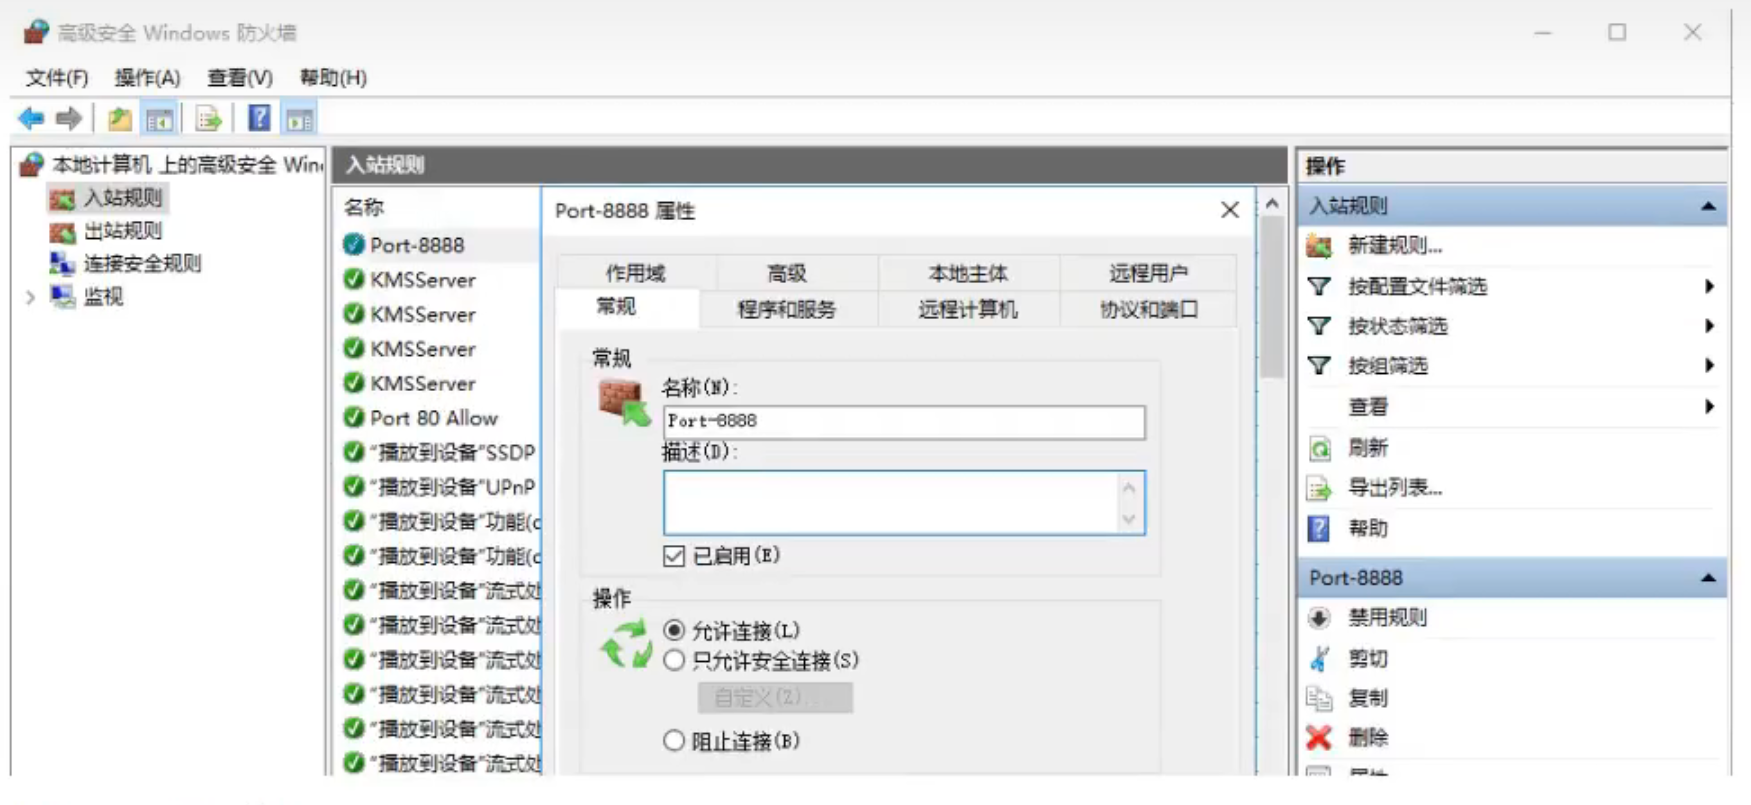 高级安全 Windows 防火墙
文件(F) 操作(A) 查看(V) 帮助(H)
本地计算机 上的高级安全 Win
入站规则
出站规则
连接安全规则
监视
入站规则
名称
Port-8888
KMSServer
KMSServer
KMSServer
KMSServer
Port 80 Allow
“播放到设备”SSDP
“播放到设备”UPnP
“播放到设备”功能(
“播放到设备”功能(
“播放到设备”流式处
“播放到设备”流式处
“播放到设备”流式处
“播放到设备”流式处
“播放到设备”流式处
“播放到设备”流式处
Port-8888 属性
作用域 高级 本地主体 远程用户
常规 程序和服务 远程计算机 协议和端口
常规
名称(N):
Port-8888
描述(D):
已启用(E)
操作
允许连接(L)
只允许安全连接(S)
自定义(Z)...
阻止连接(B)
操作
入站规则
新建规则...
按配置文件筛选
按状态筛选
按组筛选
查看
刷新
导出列表...
帮助
Port-8888
禁用规则
剪切
复制
删除